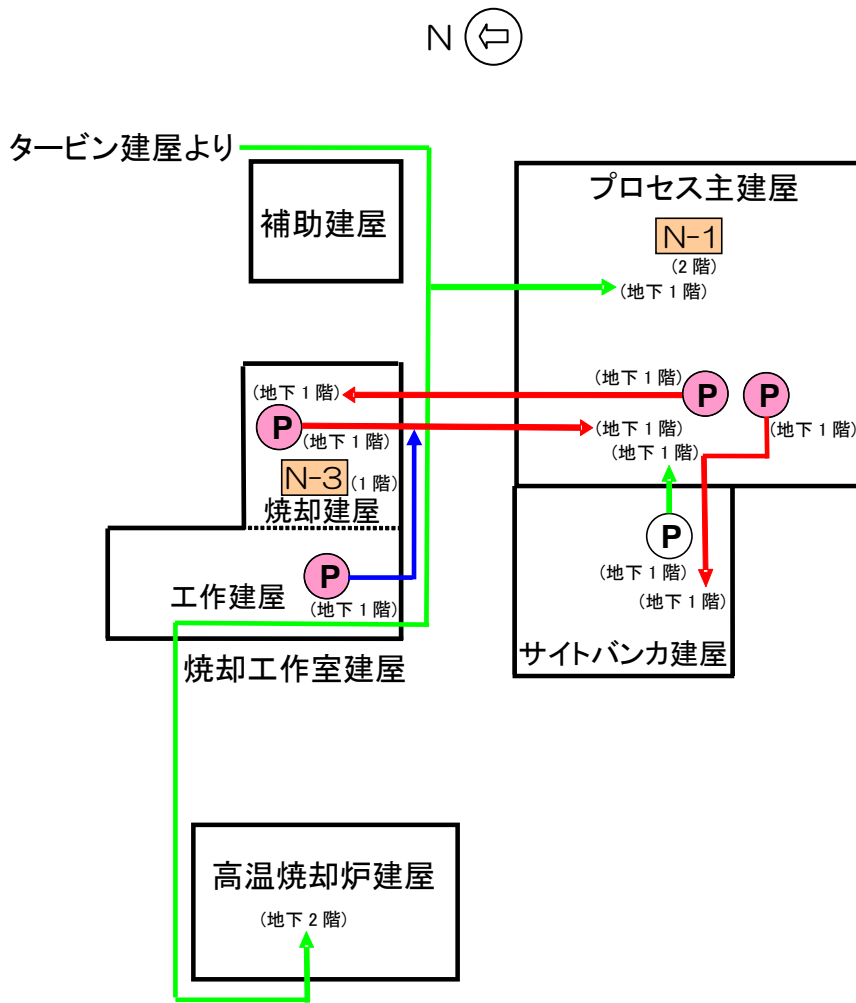 N
タービン建屋より
補助建屋
プロセス主建屋
N-1
(2階)
(地下1階)
(地下1階)
P
(地下1階)
P
P
(地下1階)
(地下1階)
(地下1階)
(地下1階)
N-3
(1階)
焼却建屋
P
(地下1階)
P
(地下1階)
(地下1階)
工作建屋
サイトバンカ建屋
焼却工作室建屋
高温焼却炉建屋
(地下2階)